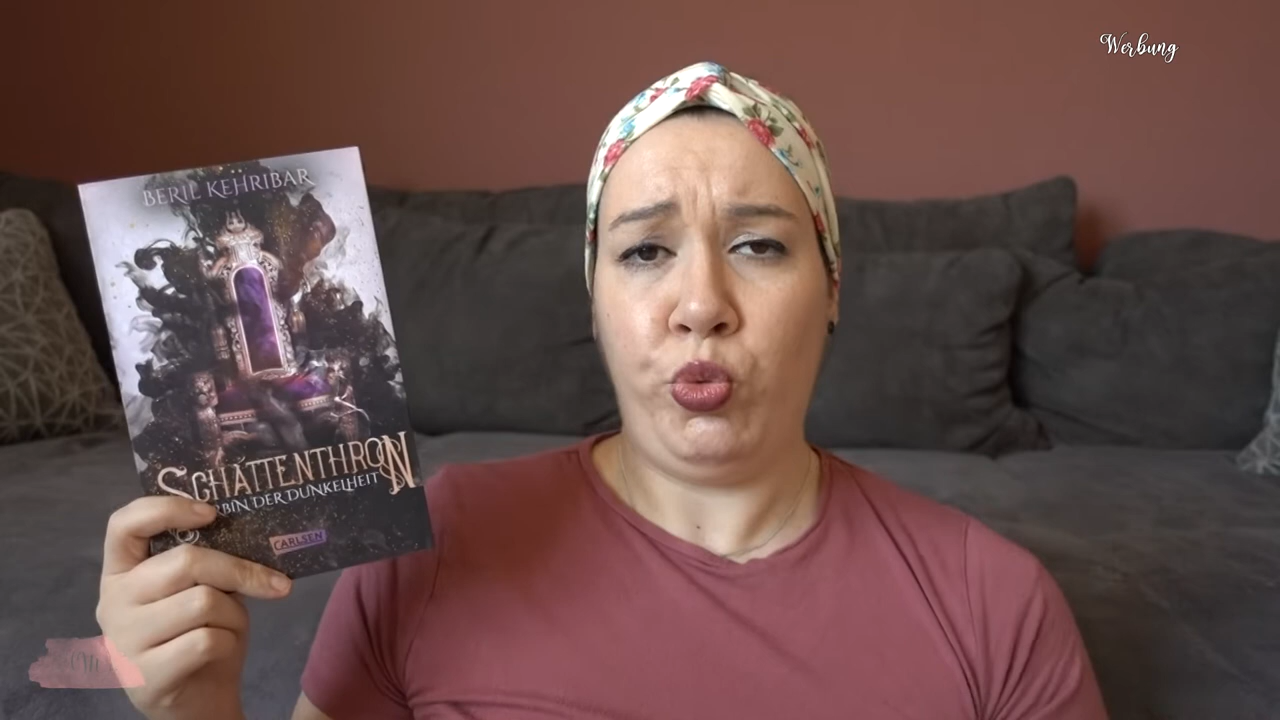 Werbung
BERIL KEHRIBAR
SCHATTENTHRON
RBIN DER DUNKELHEIT
CARLSEN